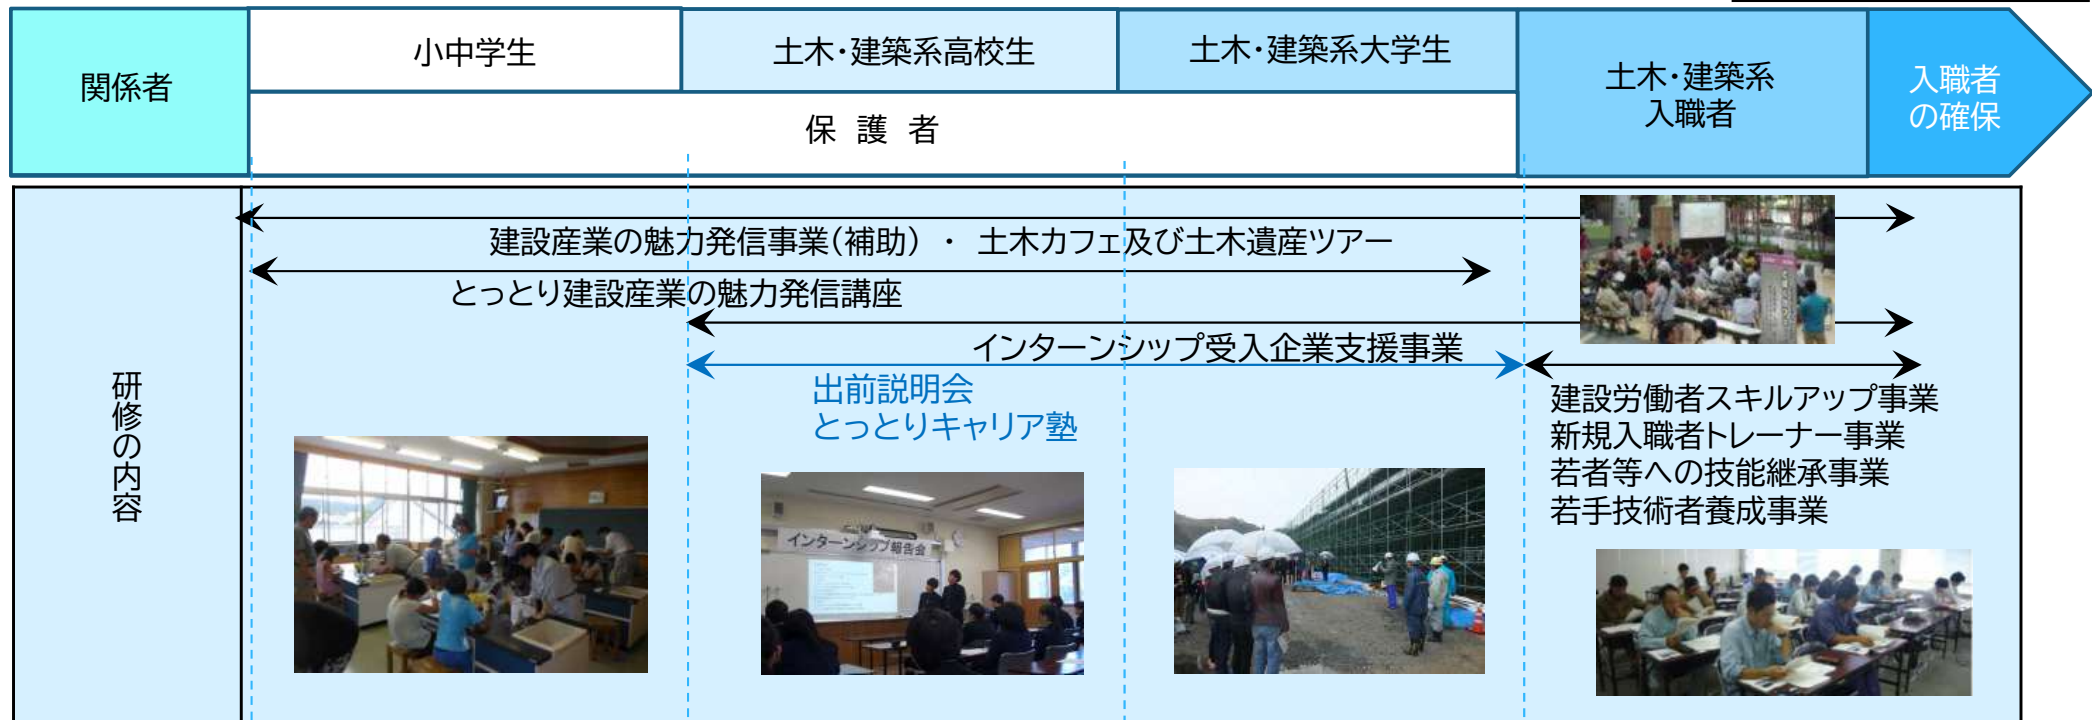 関係者
小中学生
土木・建築系高校生
土木・建築系大学生
保 護 者
土木・建築系
入職者
入職者
の確保
研修の内容
建設産業の魅力発信事業(補助) ・ 土木カフェ及び土木遺産ツアー
とっとり建設産業の魅力発信講座
インターンシップ受入企業支援事業
出前説明会
とっとりキャリア塾
建設労働者スキルアップ事業
新規入職者トレーナー事業
若者等への技能継承事業
若手技術者養成事業
インターンシップ報告会